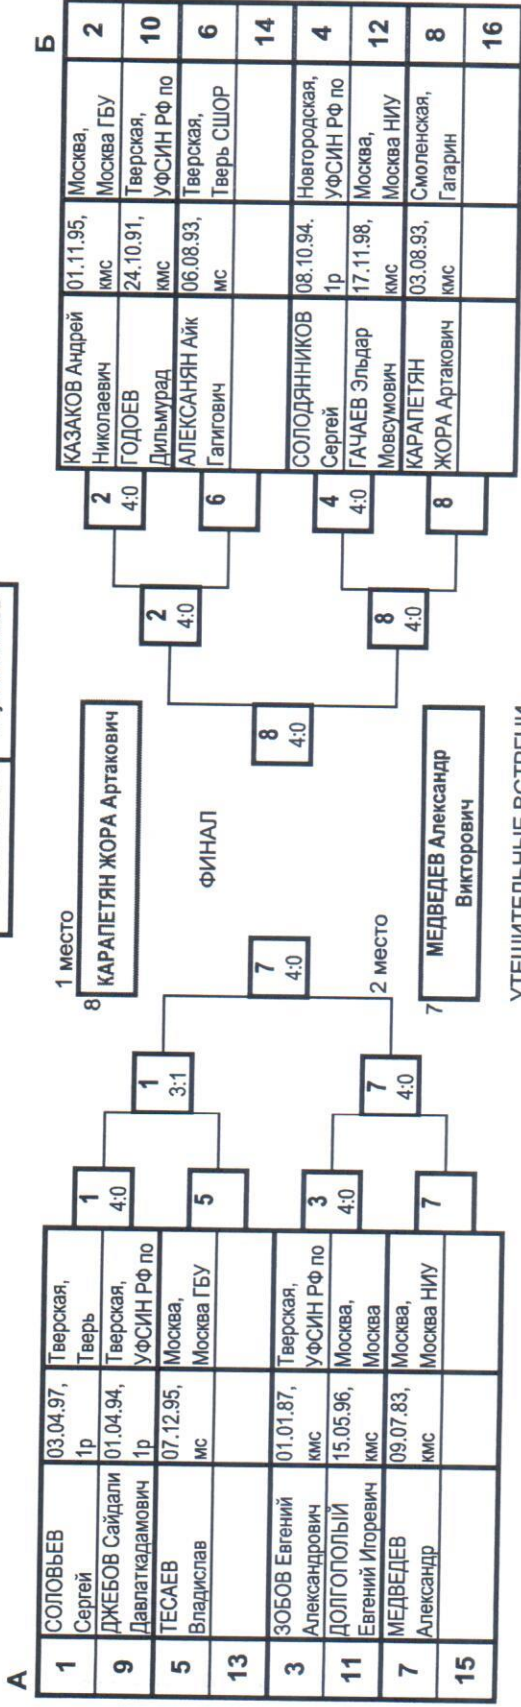 А
1 СОЛОВЬЕВ 03.04.97, Тверская,
Сергей 1р Тверь
9 ДЖЕБОВ Сайдали 01.04.94, Тверская,
Давлаткадамович 1р УФСИН РФ по
5 ТЕСАЕВ 07.12.95, Москва,
Владислав мс Москва ГБУ
13
3 ЗОБОВ Евгений 01.01.87, Тверская,
Александрович кмс УФСИН РФ по
11 ДОЛГОПОЛЫЙ 15.05.96, Москва,
Евгений Игоревич кмс Москва
7 МЕДВЕДЕВ 09.07.83, Москва,
Александр кмс Москва НИУ
15
1
4:0
5
3
4:0
7
1
3:1
7
4:0
7
4:0
1 место
8 КАРАПЕТЯН ЖОРА Артакович
ФИНАЛ
2 место
7 МЕДВЕДЕВ Александр
Викторович
8
4:0
2
4:0
8
4:0
2
4:0
6
4
4:0
8
Б
КАЗАКОВ Андрей 01.11.95, Москва, 2
Николаевич кмс Москва ГБУ
ГОДОЕВ 24.10.91, Тверская, 10
Дильмурад кмс УФСИН РФ по
АЛЕКСАНЯН Айк 06.08.93, Тверская, 6
Гагигович мс Тверь СШОР
14
СОЛОДЯННИКОВ 08.10.94. Новгородская, 4
Сергей 1р УФСИН РФ по
ГАЧАЕВ Эльдар 17.11.98, Москва, 12
Мовсумович кмс Москва НИУ
КАРАПЕТЯН 03.08.93, Смоленская, 8
ЖОРА Артакович кмс Гагарин
16
УТЕШИТЕЛЬНЫЕ ВСТРЕЧИ